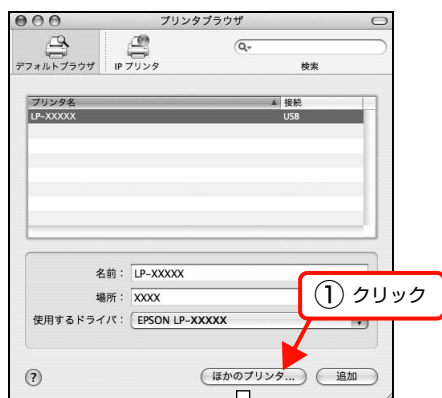 プリンタブラウザ
デフォルトブラウザ
IP プリンタ
検索
プリンタ名 接続
LP-XXXXX USB
名前： LP-XXXXX
場所： XXXX
① クリック
使用するドライバ： EPSON LP-XXXXX
? ほかのプリンタ... 追加